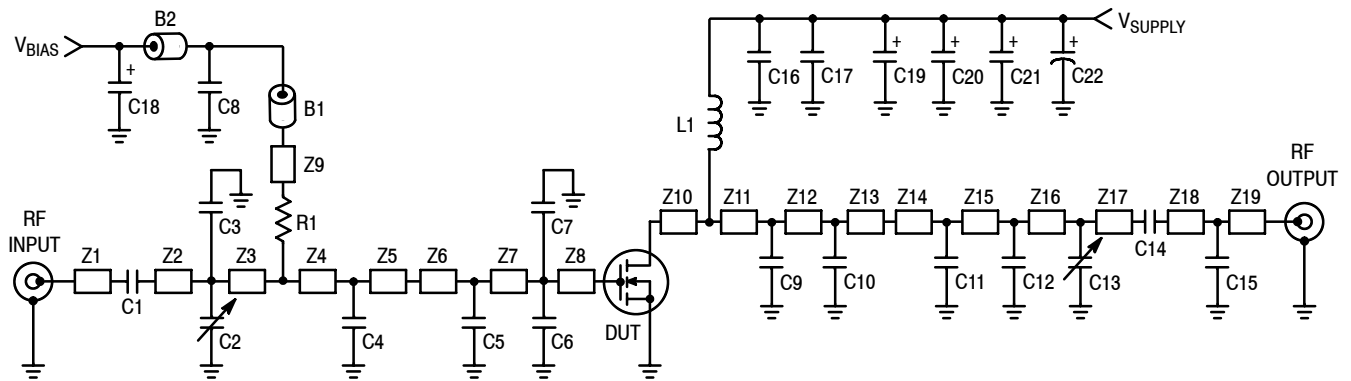 B2
V_BIAS
+
C18
C8
B1
Z9
R1
C3
RF
INPUT
Z1
C1
Z2
Z3
C2
Z4
C4
Z5
Z6
C5
Z7
C7
C6
Z8
DUT
V_SUPPLY
C16
C17
+
C19
+
C20
+
C21
+
C22
L1
Z10
Z11
Z12
Z13
Z14
Z15
Z16
Z17
Z18
Z19
C9
C10
C11
C12
C13
C14
C15
RF
OUTPUT